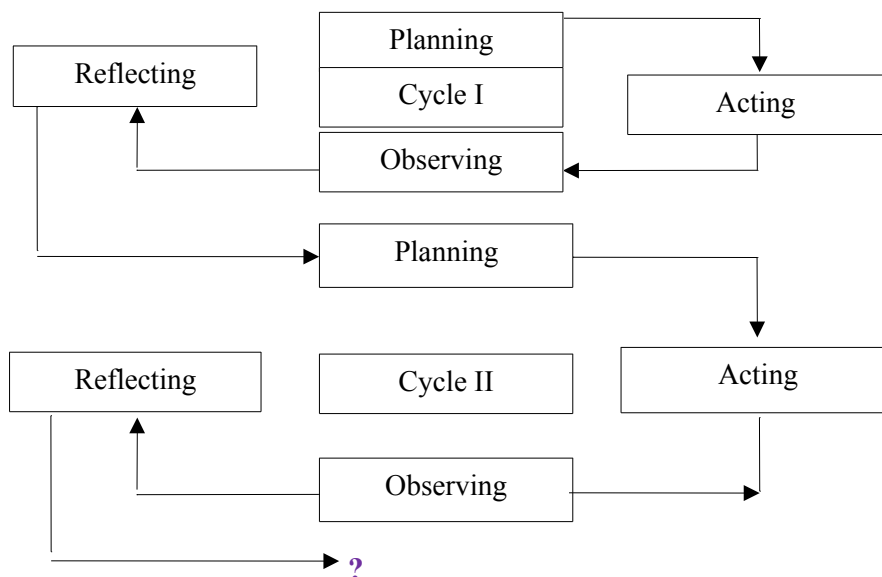 Planning
Reflecting
Cycle I
Acting
Observing
Planning
Reflecting
Cycle II
Acting
Observing
?